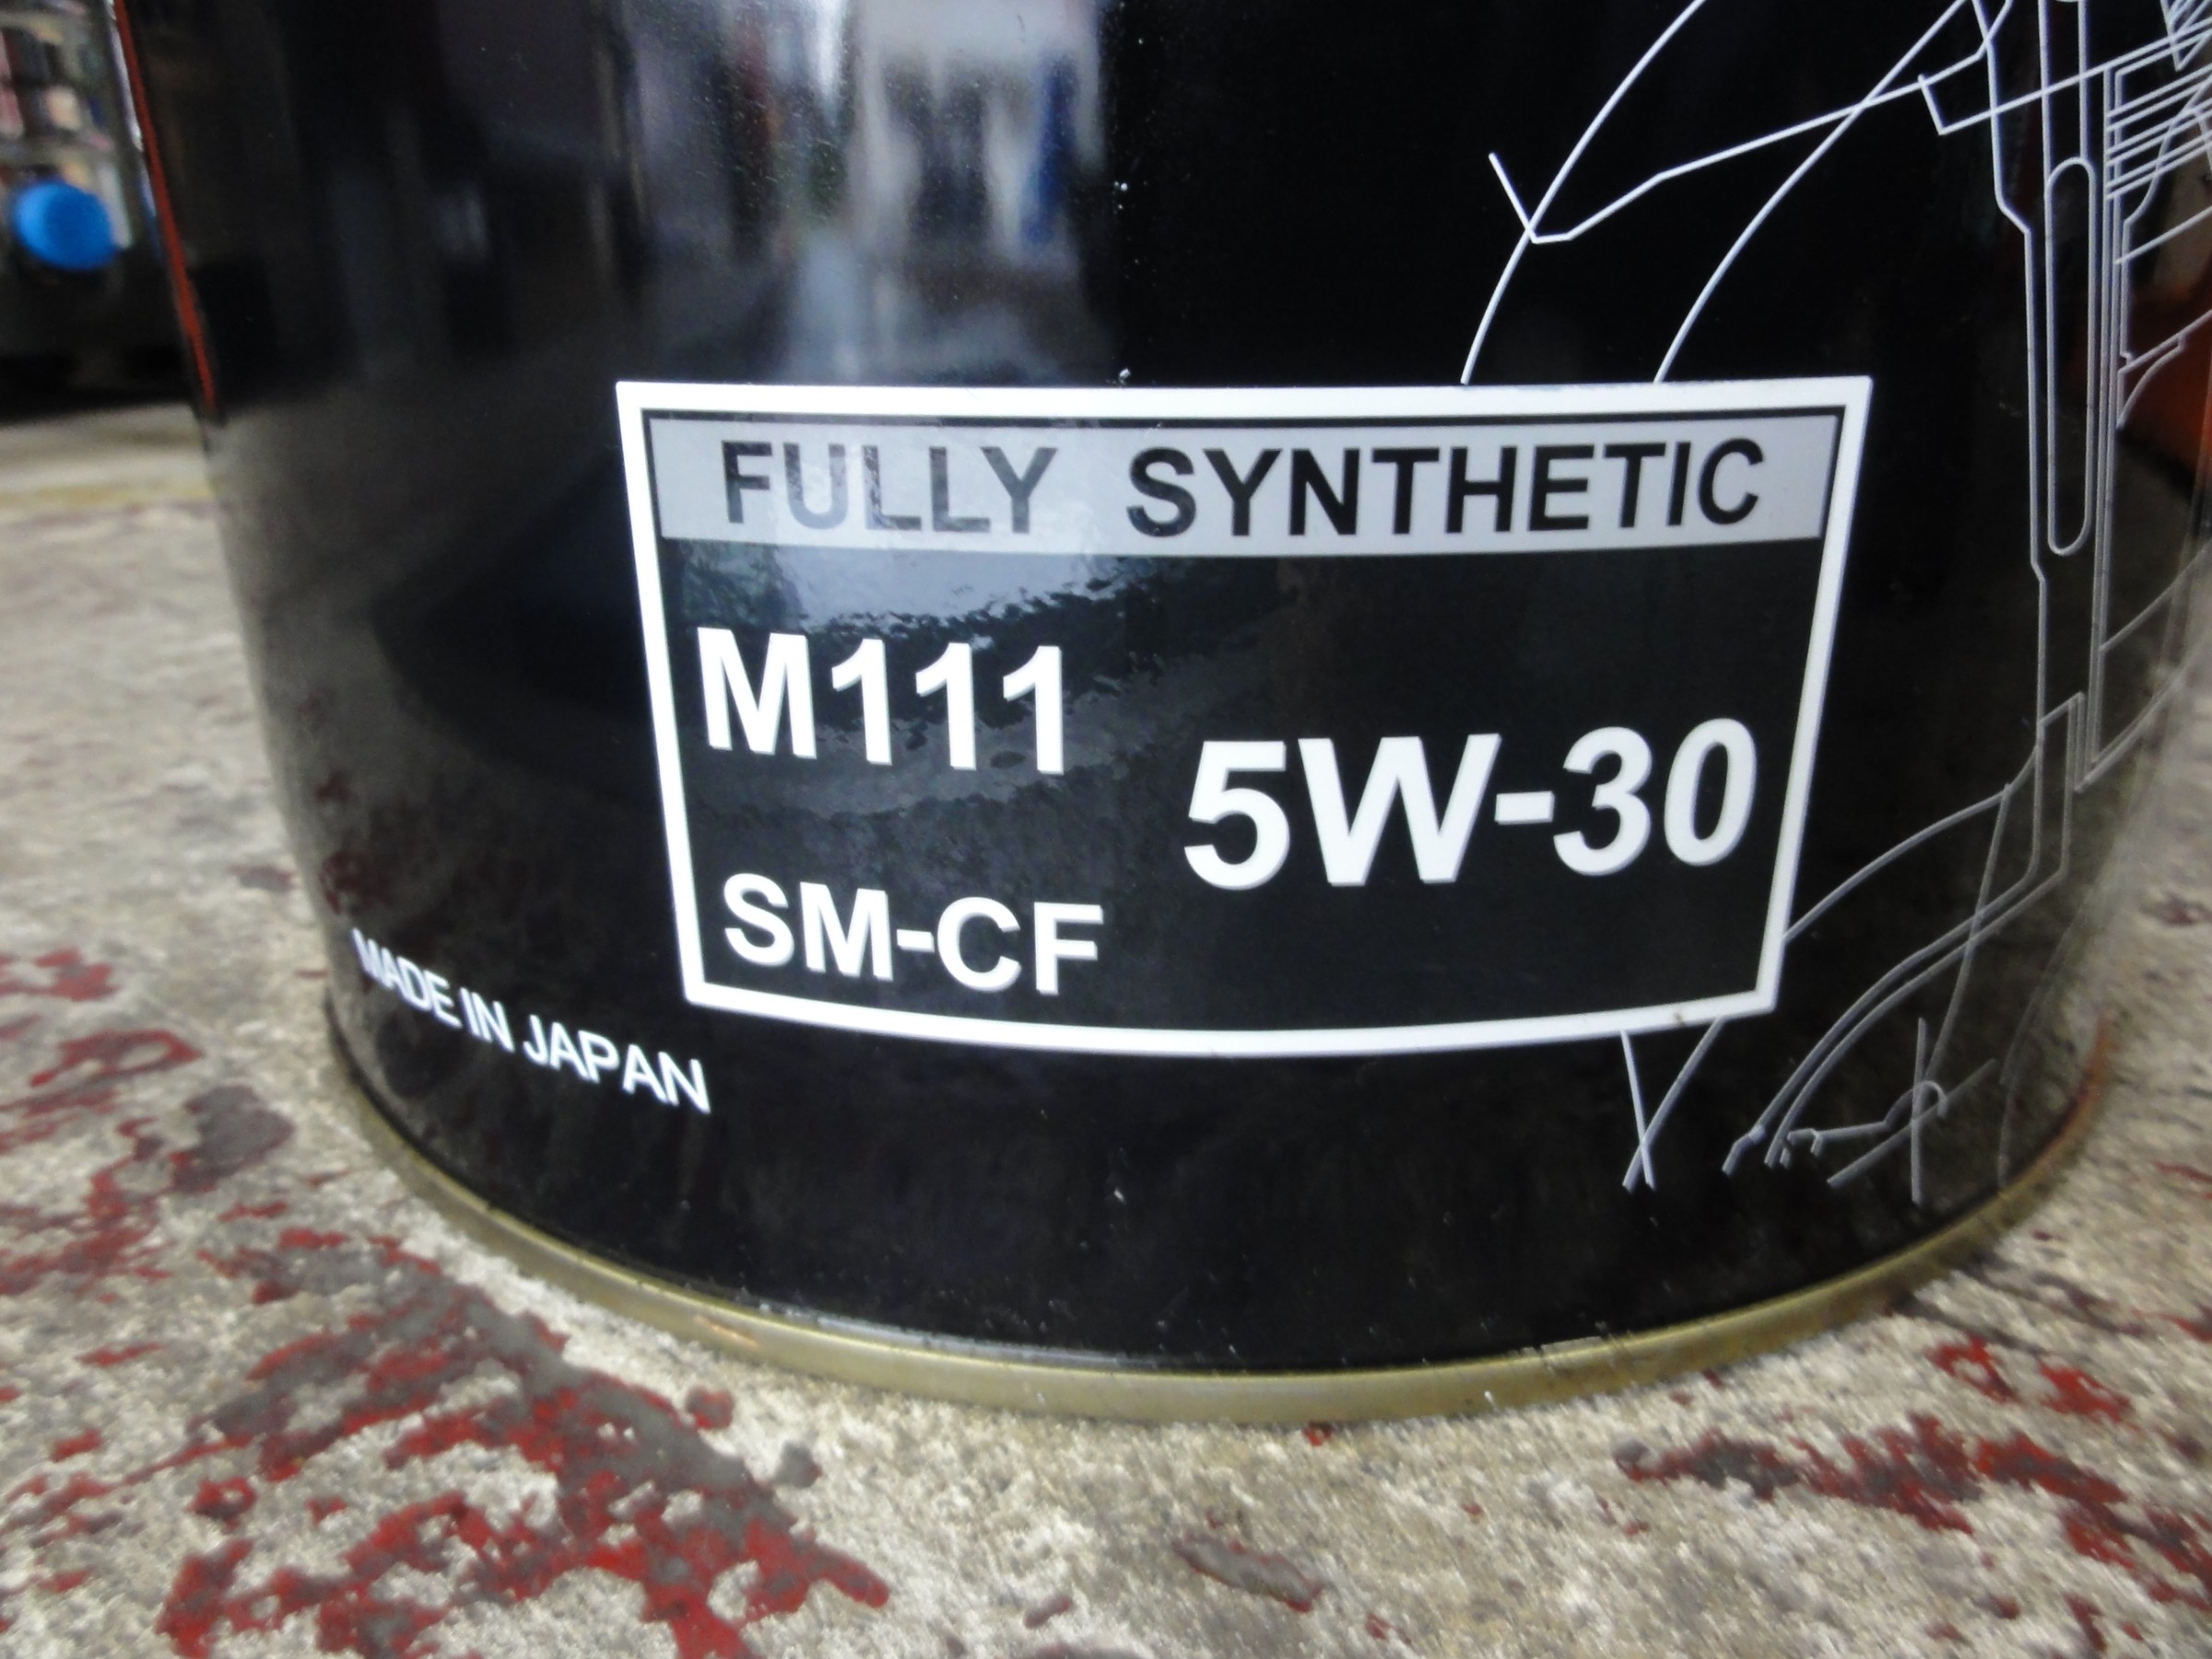 FULLY SYNTHETIC
M111
5W-30
SM-CF
MADE IN JAPAN